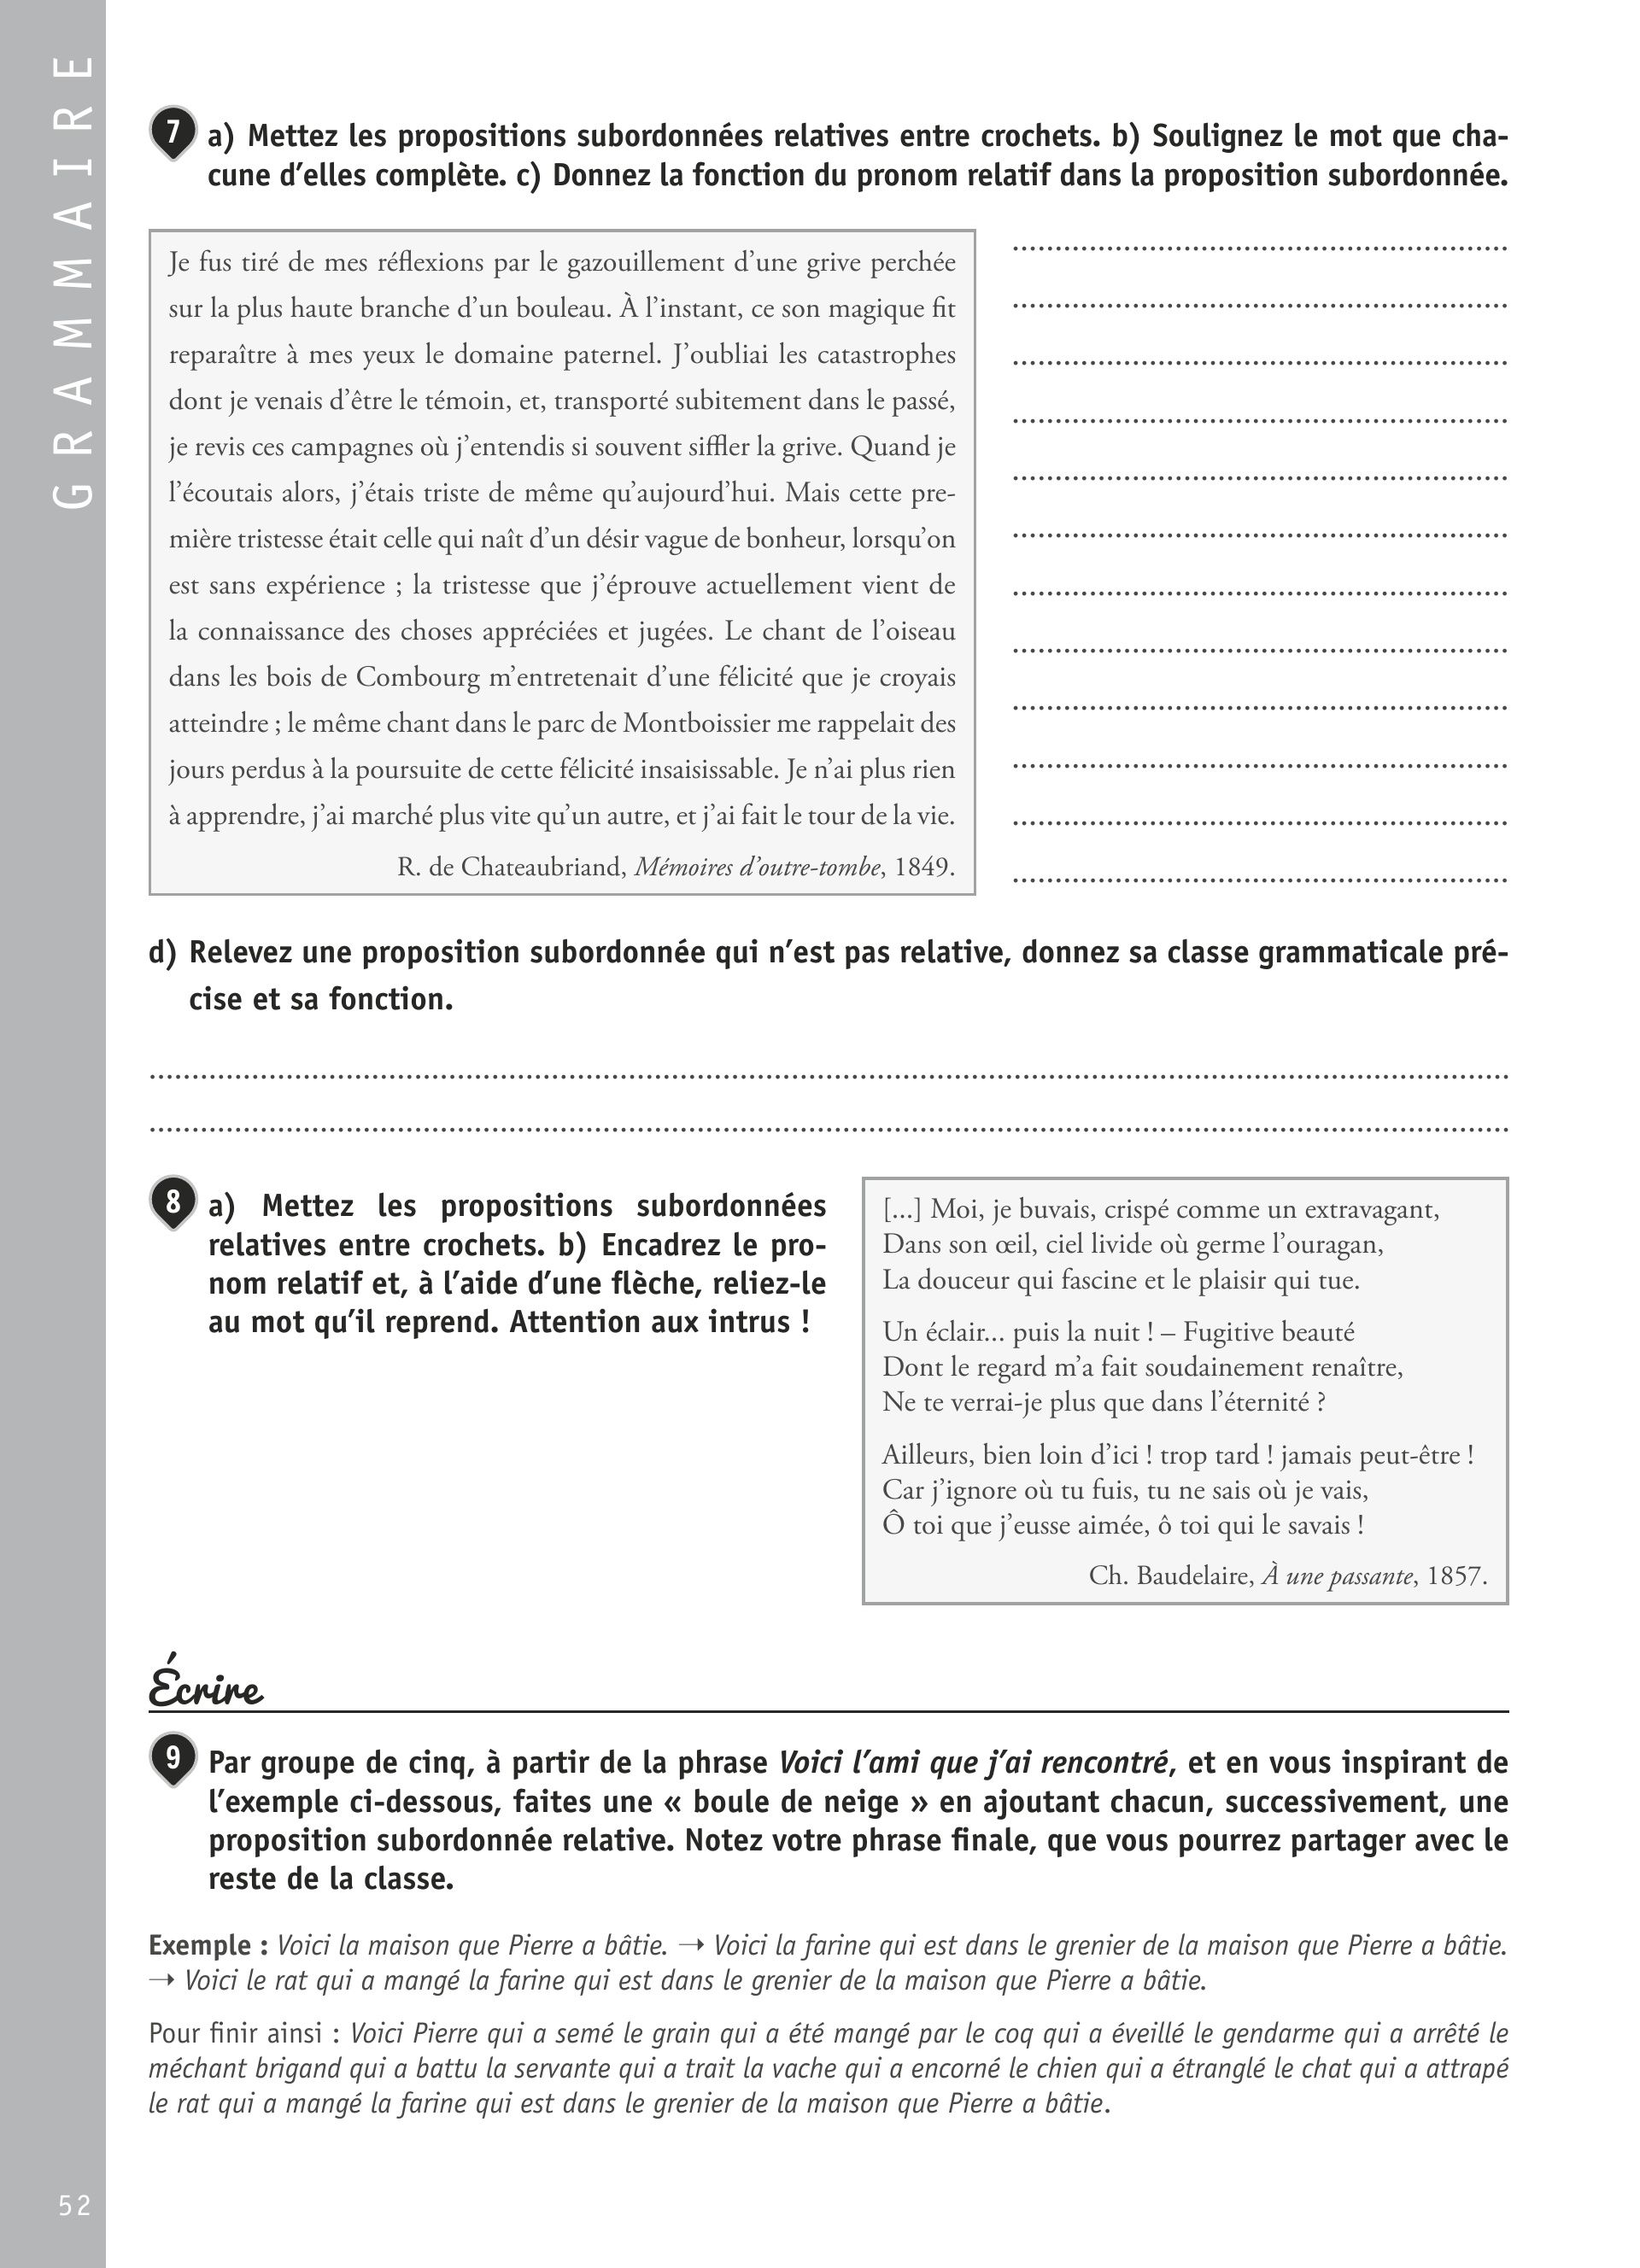 GRAMMAIRE
7 a) Mettez les propositions subordonnées relatives entre crochets. b) Soulignez le mot que cha-
cune d’elles complète. c) Donnez la fonction du pronom relatif dans la proposition subordonnée.
Je fus tiré de mes réflexions par le gazouillement d’une grive perchée
sur la plus haute branche d’un bouleau. À l’instant, ce son magique fit
reparaître à mes yeux le domaine paternel. J’oubliai les catastrophes
dont je venais d’être le témoin, et, transporté subitement dans le passé,
je revis ces campagnes où j’entendis si souvent siffler la grive. Quand je
l’écoutais alors, j’étais triste de même qu’aujourd’hui. Mais cette pre-
mière tristesse était celle qui naît d’un désir vague de bonheur, lorsqu’on
est sans expérience ; la tristesse que j’éprouve actuellement vient de
la connaissance des choses appréciées et jugées. Le chant de l’oiseau
dans les bois de Combourg m’entretenait d’une félicité que je croyais
atteindre ; le même chant dans le parc de Montboissier me rappelait des
jours perdus à la poursuite de cette félicité insaisissable. Je n’ai plus rien
à apprendre, j’ai marché plus vite qu’un autre, et j’ai fait le tour de la vie.
R. de Chateaubriand, Mémoires d’outre-tombe, 1849.
d) Relevez une proposition subordonnée qui n’est pas relative, donnez sa classe grammaticale pré-
cise et sa fonction.
8 a) Mettez les propositions subordonnées
relatives entre crochets. b) Encadrez le pro-
nom relatif et, à l’aide d’une flèche, reliez-le
au mot qu’il reprend. Attention aux intrus !
[...] Moi, je buvais, crispé comme un extravagant,
Dans son œil, ciel livide où germe l’ouragan,
La douceur qui fascine et le plaisir qui tue.
Un éclair... puis la nuit ! – Fugitive beauté
Dont le regard m’a fait soudainement renaître,
Ne te verrai-je plus que dans l’éternité ?
Ailleurs, bien loin d’ici ! trop tard ! jamais peut-être !
Car j’ignore où tu fuis, tu ne sais où je vais,
Ô toi que j’eusse aimée, ô toi qui le savais !
Ch. Baudelaire, À une passante, 1857.
Écrire
9 Par groupe de cinq, à partir de la phrase Voici l’ami que j’ai rencontré, et en vous inspirant de
l’exemple ci-dessous, faites une « boule de neige » en ajoutant chacun, successivement, une
proposition subordonnée relative. Notez votre phrase finale, que vous pourrez partager avec le
reste de la classe.
Exemple : Voici la maison que Pierre a bâtie. → Voici la farine qui est dans le grenier de la maison que Pierre a bâtie.
→ Voici le rat qui a mangé la farine qui est dans le grenier de la maison que Pierre a bâtie.
Pour finir ainsi : Voici Pierre qui a semé le grain qui a été mangé par le coq qui a éveillé le gendarme qui a arrêté le
méchant brigand qui a battu la servante qui a trait la vache qui a encorné le chien qui a étranglé le chat qui a attrapé
le rat qui a mangé la farine qui est dans le grenier de la maison que Pierre a bâtie.
52